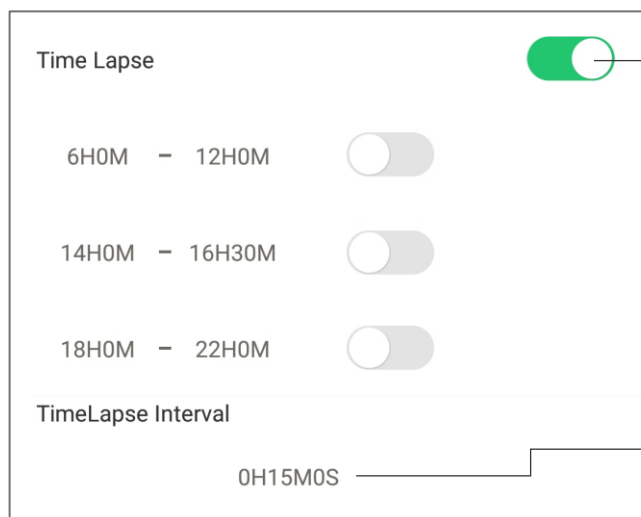 Time Lapse
6H0M - 12H0M
14H0M - 16H30M
18H0M - 22H0M
TimeLapse Interval
0H15M0S